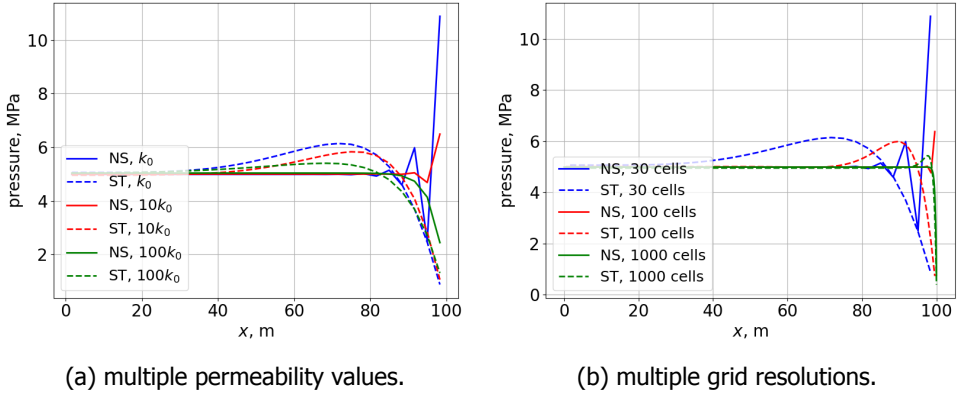 10
8
6
4
2
pressure, MPa
NS, k₀
ST, k₀
NS, 10k₀
ST, 10k₀
NS, 100k₀
ST, 100k₀
0 20 40 60 80 100
x, m
(a) multiple permeability values.
10
8
6
4
2
0
pressure, MPa
NS, 30 cells
ST, 30 cells
NS, 100 cells
ST, 100 cells
NS, 1000 cells
ST, 1000 cells
0 20 40 60 80 100
x, m
(b) multiple grid resolutions.